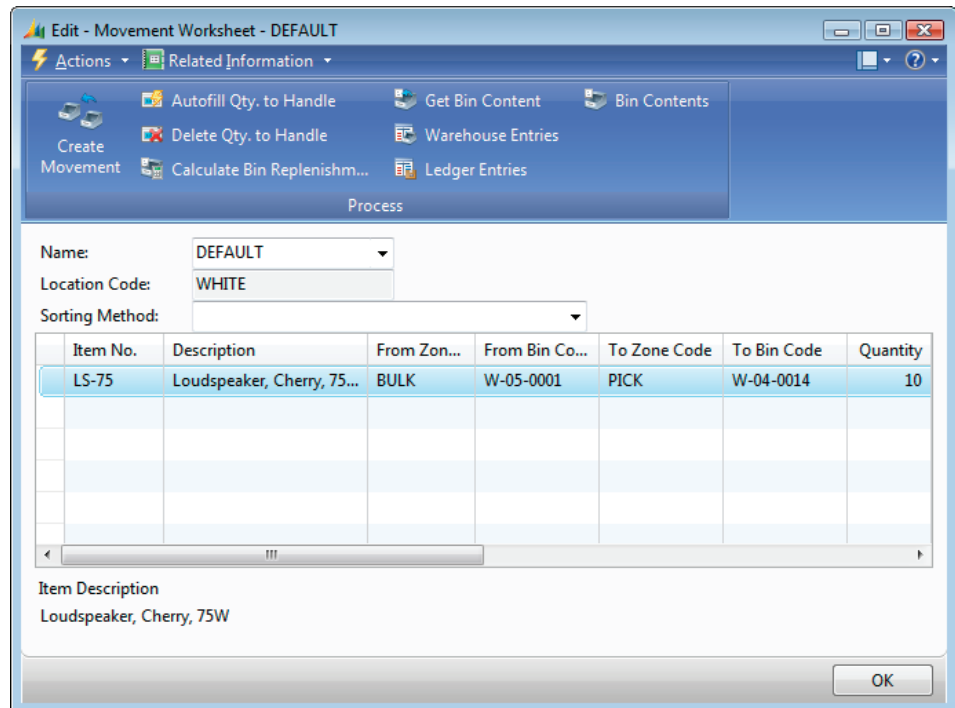 Edit - Movement Worksheet - DEFAULT
Actions Related Information
Create Movement
Autofill Qty. to Handle
Delete Qty. to Handle
Calculate Bin Replenishm...
Get Bin Content
Warehouse Entries
Ledger Entries
Bin Contents
Process
Name: DEFAULT
Location Code: WHITE
Sorting Method:
Item No. Description From Zon... From Bin Co... To Zone Code To Bin Code Quantity
LS-75 Loudspeaker, Cherry, 75... BULK W-05-0001 PICK W-04-0014 10
Item Description
Loudspeaker, Cherry, 75W
OK